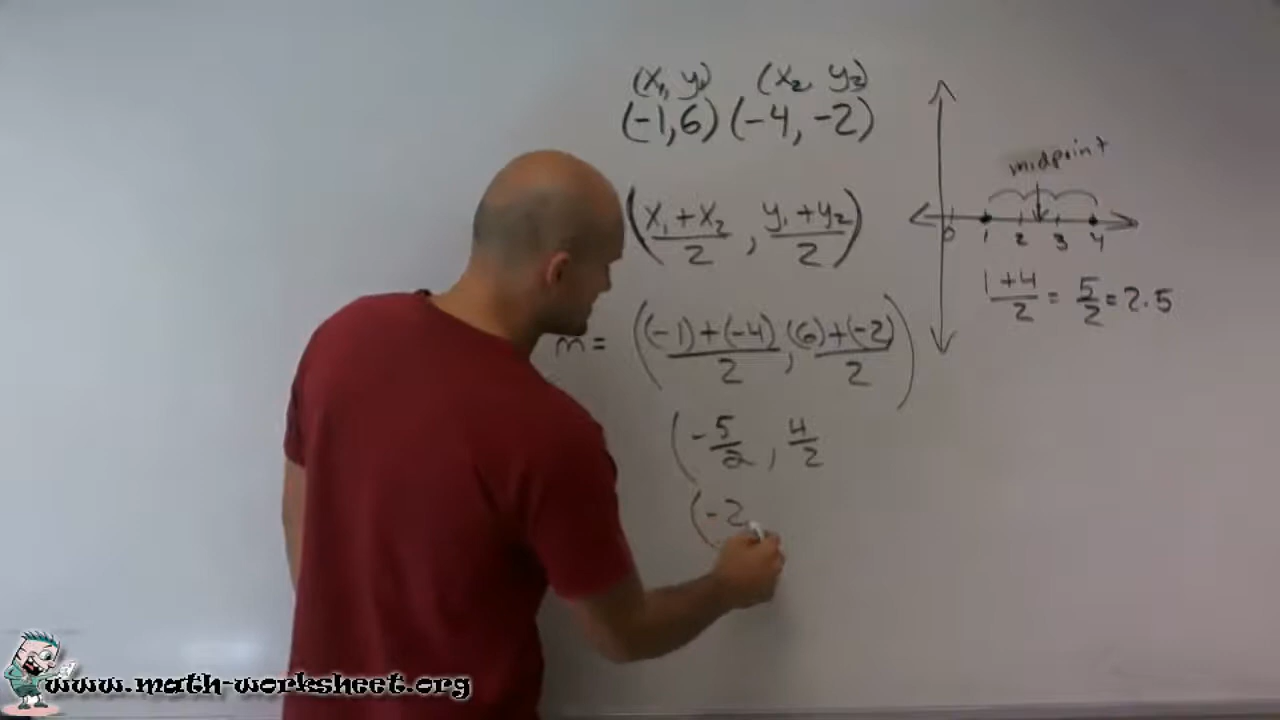 (x₁, y₁) (x₂, y₂)
(-1,6) (-4, -2)
(x₁+x₂/2, y₁+y₂/2)
m = ((-1)+(-4)/2, (6)+(-2)/2)
(-5/2, 4/2
(-2
midpoint
0 1 2 3 4
1+4/2 = 5/2 = 2.5
www.math-worksheet.org